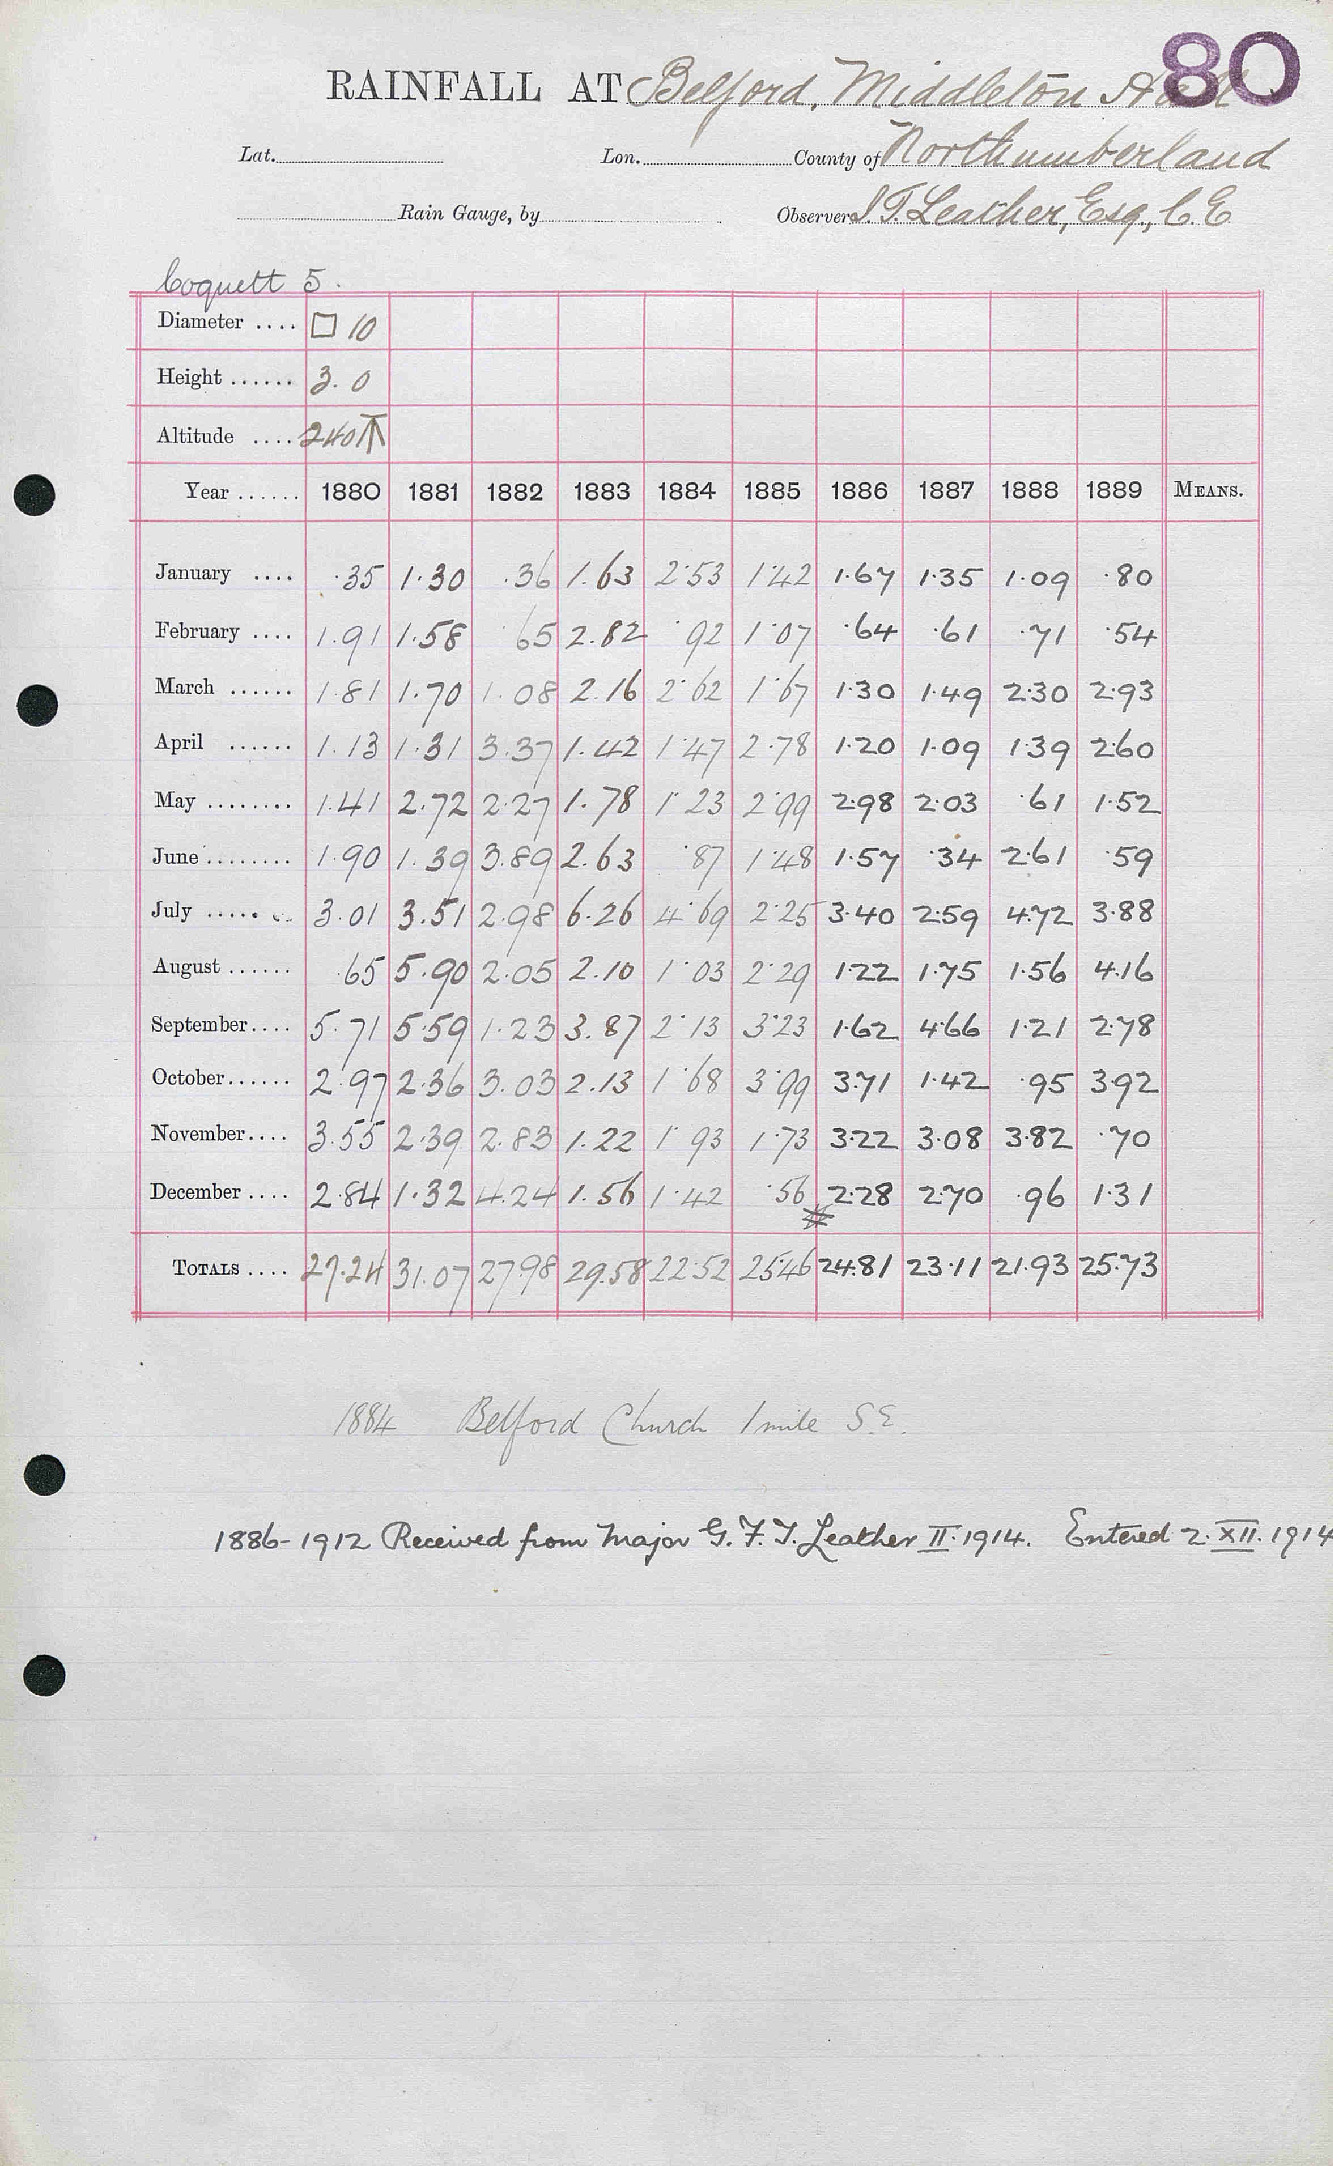 80
RAINFALL AT Belford, Middleton Hall
Lat. Lon. County of Northumberland
Rain Gauge, by Observer J. T. Leather, Esq., C.E
Coquett 5.
Diameter .... □ 10
Height ...... 3.0
Altitude .... 240 ⊼
Year ...... 1880 1881 1882 1883 1884 1885 1886 1887 1888 1889 MEANS.
January .... .35 1.30 .36 1.63 2.53 1.42 1.67 1.35 1.09 .80
February .... 1.91 1.58 .65 2.82 .92 1.07 .64 .61 .71 .54
March ...... 1.81 1.70 1.08 2.16 2.62 1.67 1.30 1.49 2.30 2.93
April ...... 1.13 1.31 3.37 1.42 1.47 2.78 1.20 1.09 1.39 2.60
May ........ 1.41 2.72 2.27 1.78 1.23 2.99 2.98 2.03 .61 1.52
June ........ 1.90 1.39 3.89 2.63 .87 1.48 1.57 .34 2.61 .59
July ........ 3.01 3.51 2.98 6.26 4.69 2.25 3.40 2.59 4.72 3.88
August ...... .65 5.90 2.05 2.10 1.03 2.29 1.22 1.75 1.56 4.16
September.... 5.71 5.59 1.23 3.87 2.13 3.23 1.62 4.66 1.21 2.78
October...... 2.97 2.36 3.03 2.13 1.68 3.99 3.71 1.42 .95 3.92
November.... 3.55 2.39 2.83 1.22 1.93 1.73 3.22 3.08 3.82 .70
December .... 2.84 1.32 4.24 1.56 1.42 .56 2.28 2.70 .96 1.31
TOTALS .... 27.24 31.07 27.98 29.58 22.52 25.46 24.81 23.11 21.93 25.73
1884 Belford Church 1 mile S.E.
1886-1912 Received from Major G. F. T. Leather II.1914. Entered 2.XII.1914